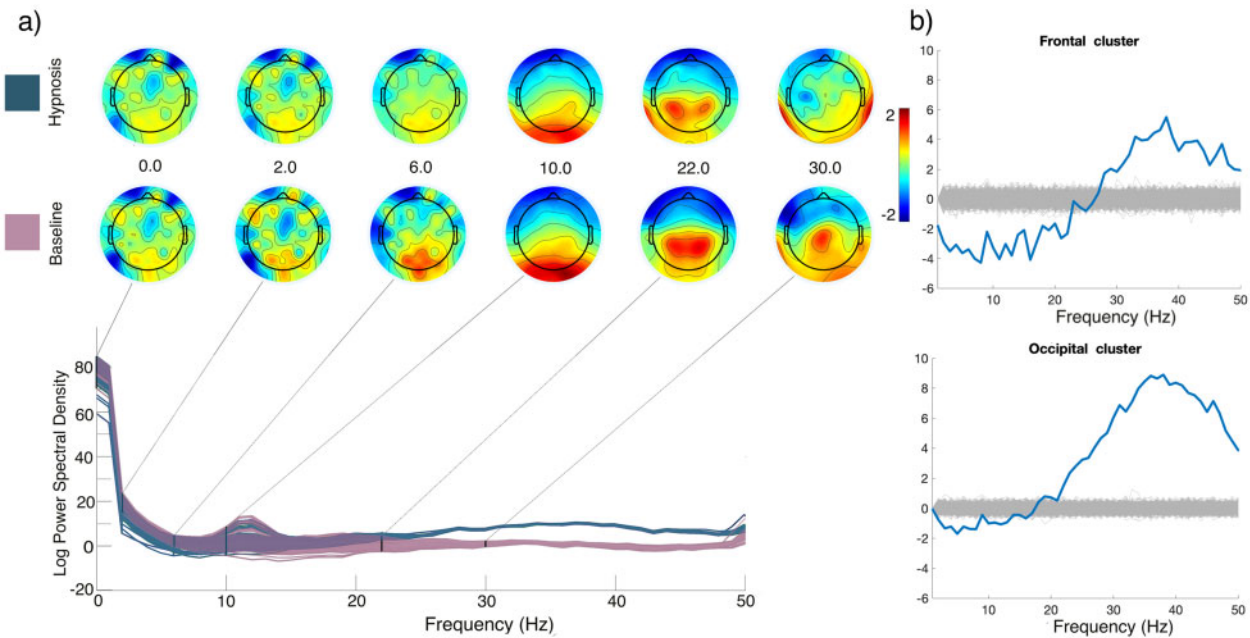 a)
Hypnosis
0.0 2.0 6.0 10.0 22.0 30.0
2
-2
Baseline
Log Power Spectral Density
80
60
40
20
0
-20
0 10 20 30 40 50
Frequency (Hz)
b)
Frontal cluster
10
8
6
4
2
0
-2
-4
-6
10 20 30 40 50
Frequency (Hz)
Occipital cluster
10
8
6
4
2
0
-2
-4
-6
10 20 30 40 50
Frequency (Hz)